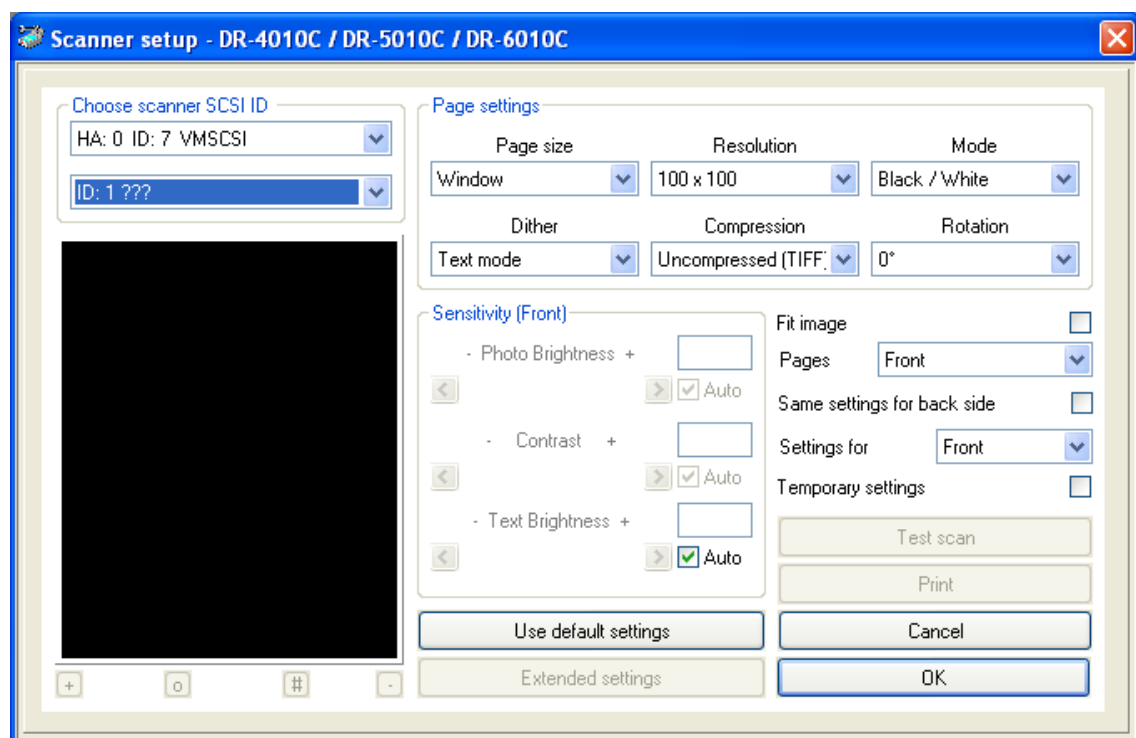 Scanner setup - DR-4010C / DR-5010C / DR-6010C
Choose scanner SCSI ID
HA: 0 ID: 7 VMSCSI
ID: 1 ???
Page settings
Page size Resolution Mode
Window 100 x 100 Black / White
Dither Compression Rotation
Text mode Uncompressed (TIFF) 0°
Sensitivity (Front)
- Photo Brightness +
Auto
- Contrast +
Auto
- Text Brightness +
Auto
Fit image
Pages Front
Same settings for back side
Settings for Front
Temporary settings
Test scan
Print
Use default settings Cancel
Extended settings OK
+ o # -